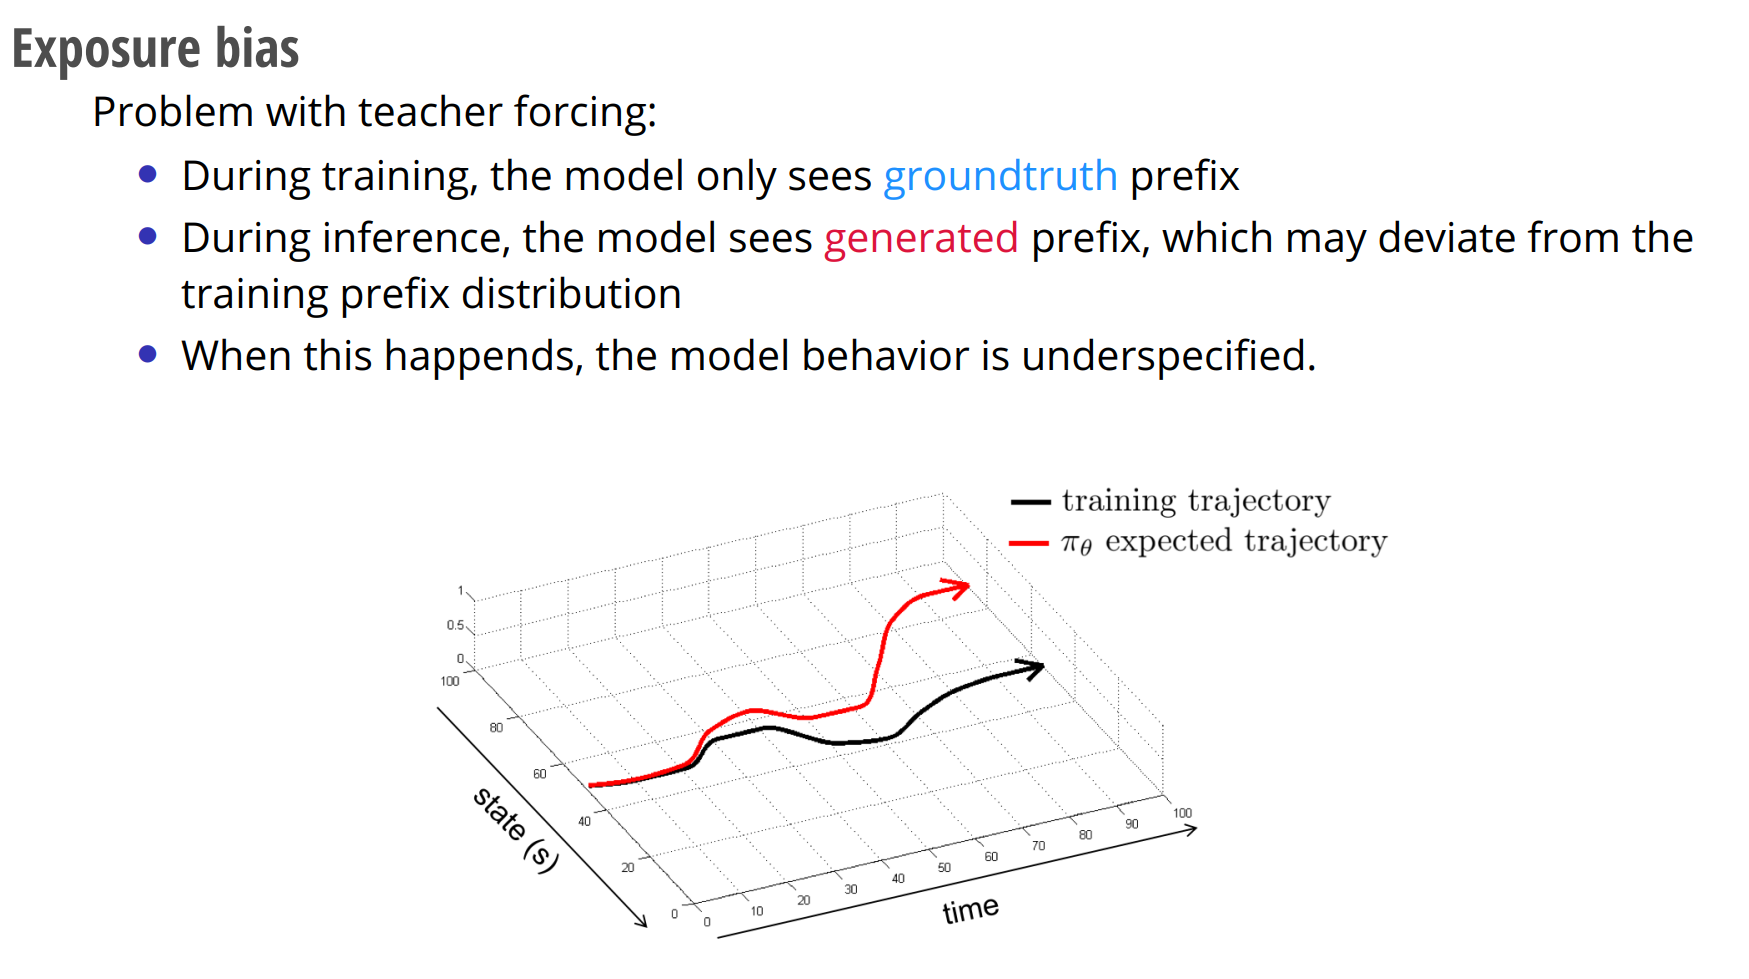 Exposure bias
Problem with teacher forcing:
• During training, the model only sees groundtruth prefix
• During inference, the model sees generated prefix, which may deviate from the
training prefix distribution
• When this happends, the model behavior is underspecified.
training trajectory
πθ expected trajectory
1
0.5
0
100
80
60
40
20
0
state (s)
0
10
20
30
40
50
60
70
80
90
100
time